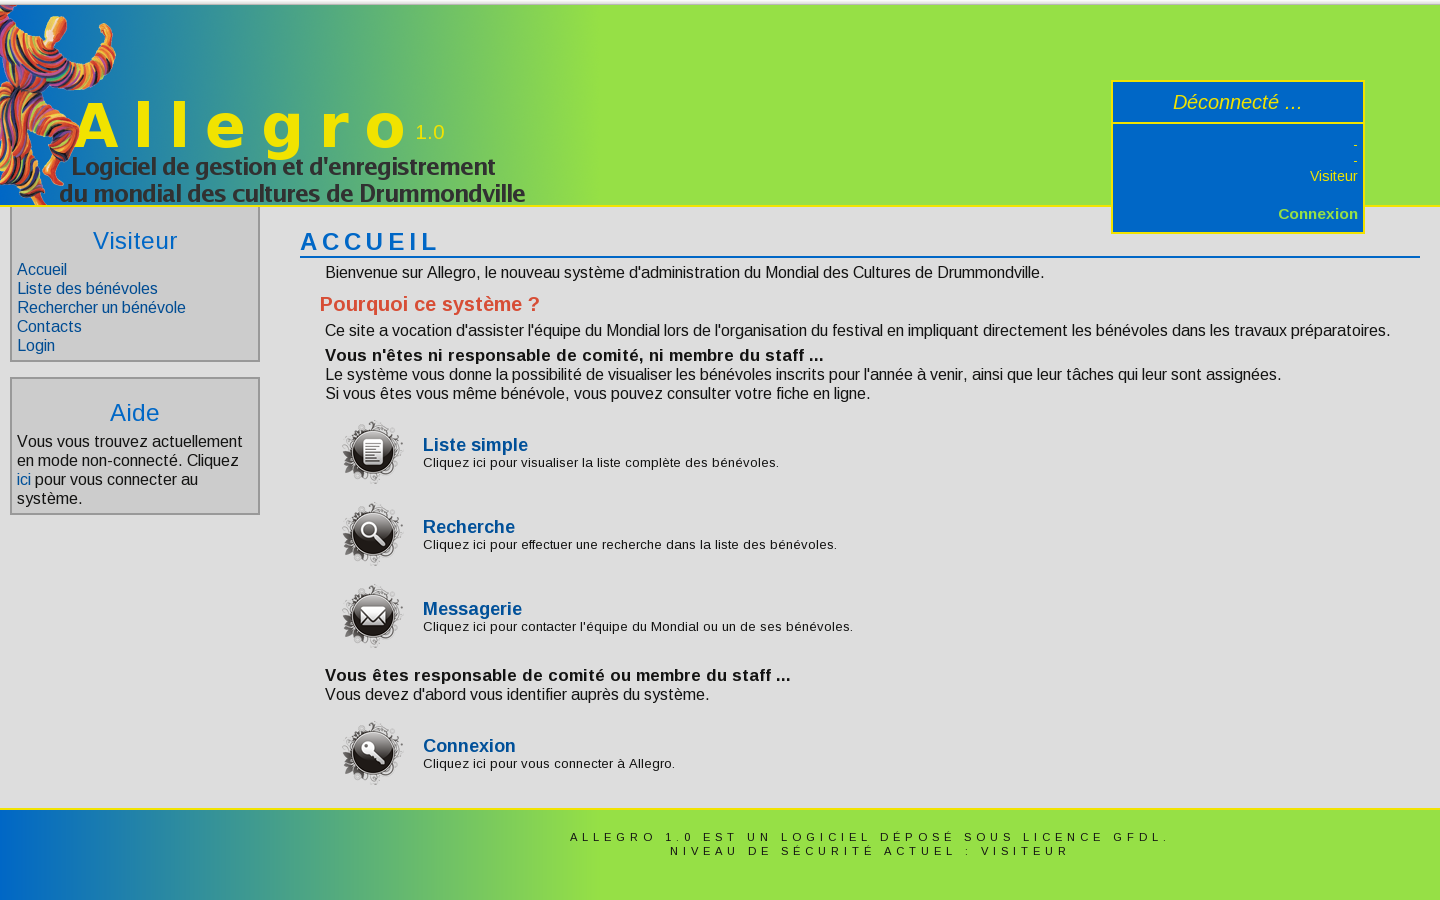 Allegro 1.0
Logiciel de gestion et d'enregistrement
du mondial des cultures de Drummondville
Déconnecté ...
-
-
Visiteur
Connexion
Visiteur
Accueil
Liste des bénévoles
Rechercher un bénévole
Contacts
Login
Aide
Vous vous trouvez actuellement
en mode non-connecté. Cliquez
ici pour vous connecter au
système.
ACCUEIL
Bienvenue sur Allegro, le nouveau système d'administration du Mondial des Cultures de Drummondville.
Pourquoi ce système ?
Ce site a vocation d'assister l'équipe du Mondial lors de l'organisation du festival en impliquant directement les bénévoles dans les travaux préparatoires.
Vous n'êtes ni responsable de comité, ni membre du staff ...
Le système vous donne la possibilité de visualiser les bénévoles inscrits pour l'année à venir, ainsi que leur tâches qui leur sont assignées.
Si vous êtes vous même bénévole, vous pouvez consulter votre fiche en ligne.
Liste simple
Cliquez ici pour visualiser la liste complète des bénévoles.
Recherche
Cliquez ici pour effectuer une recherche dans la liste des bénévoles.
Messagerie
Cliquez ici pour contacter l'équipe du Mondial ou un de ses bénévoles.
Vous êtes responsable de comité ou membre du staff ...
Vous devez d'abord vous identifier auprès du système.
Connexion
Cliquez ici pour vous connecter à Allegro.
ALLEGRO 1.0 EST UN LOGICIEL DÉPOSÉ SOUS LICENCE GFDL.
NIVEAU DE SÉCURITÉ ACTUEL : VISITEUR